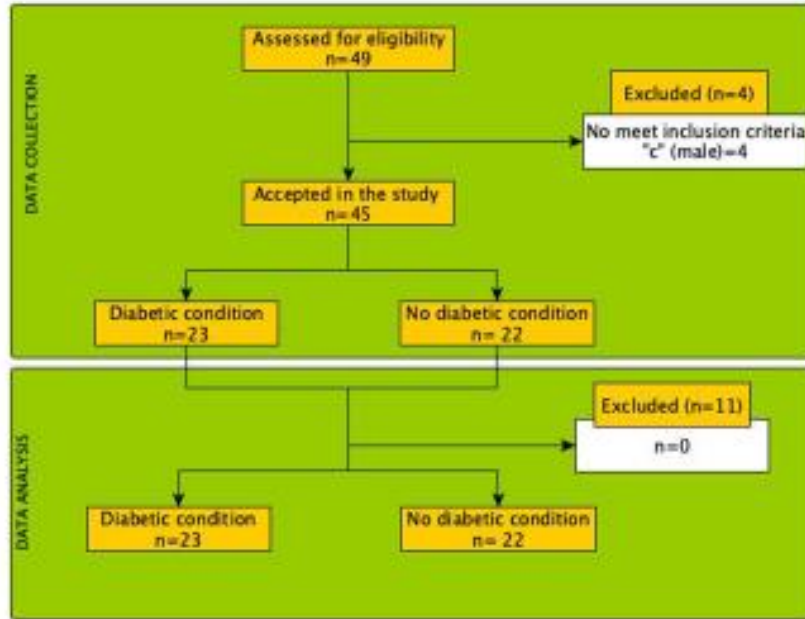 Assessed for eligibility
n=49
Excluded (n=4)
No meet inclusion criteria
"c" (male)=4
DATA COLLECTION
Accepted in the study
n=45
Diabetic condition
n=23
No diabetic condition
n= 22
Excluded (n=11)
n=0
DATA ANALYSIS
Diabetic condition
n=23
No diabetic condition
n= 22